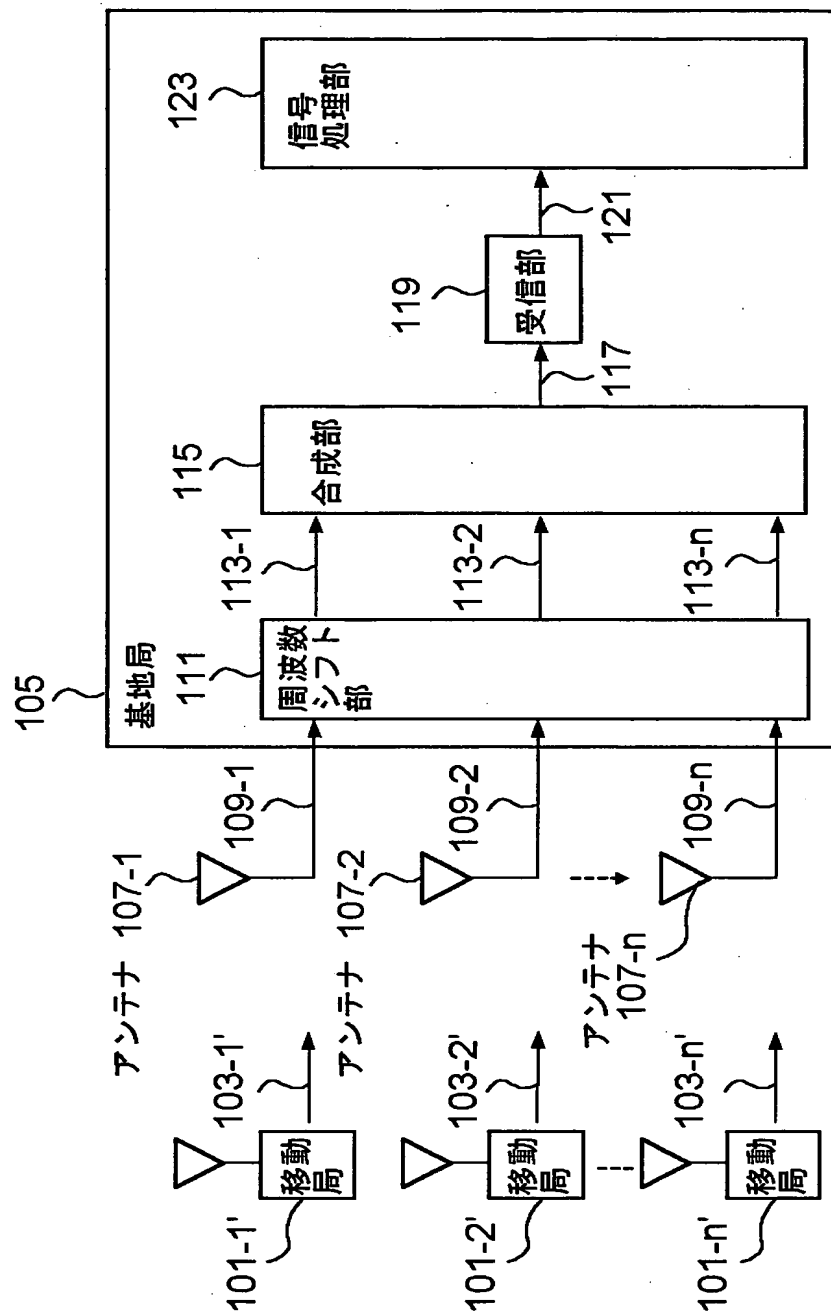 105
基地局
123
信号
処理部
119
受信部
121
117
115
合成部
113-1
113-2
113-n
111
周波数
シフト
部
109-1
109-2
109-n
アンテナ 107-1
アンテナ 107-2
アンテナ
107-n
103-1'
103-2'
103-n'
移動
局
移動
局
移動
局
101-1'
101-2'
101-n'